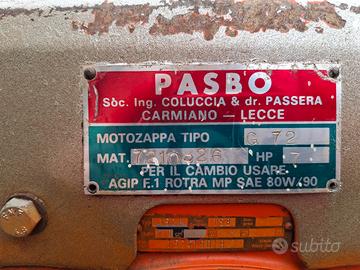 PASBO
Sòc. Ing. COLUCCIA & dr. PASSERA
CARMIANO — LECCE
MOTOZAPPA TIPO G 72
MAT. HP 7
PER IL CAMBIO USARE
AGIP F.1 ROTRA MP SAE 80W/90
subito